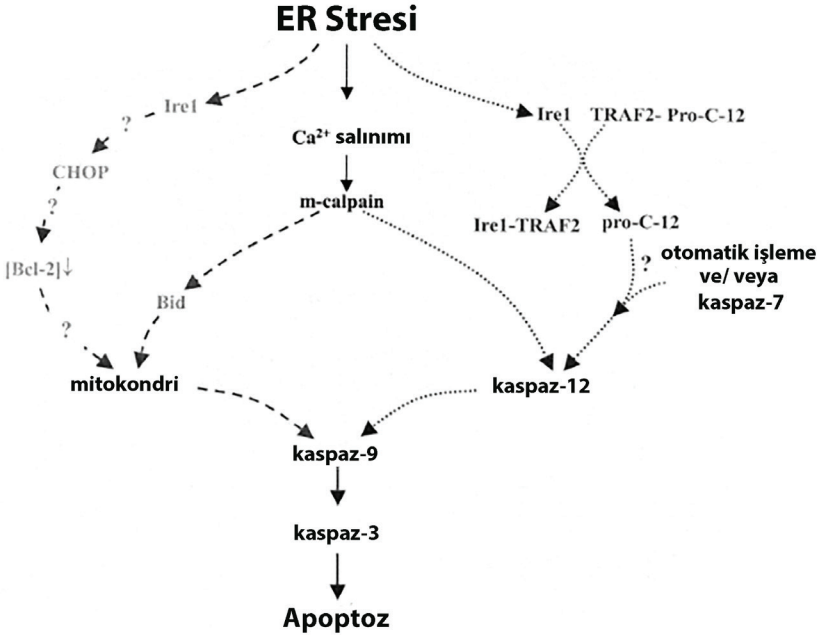 ER Stresi
Ire1
?
CHOP
?
[Bcl-2]↓
?
Ca²⁺ salınımı
m-calpain
Bid
Ire1 TRAF2- Pro-C-12
Ire1-TRAF2 pro-C-12
?
otomatik işleme
ve/ veya
kaspaz-7
mitokondri
kaspaz-12
kaspaz-9
kaspaz-3
Apoptoz